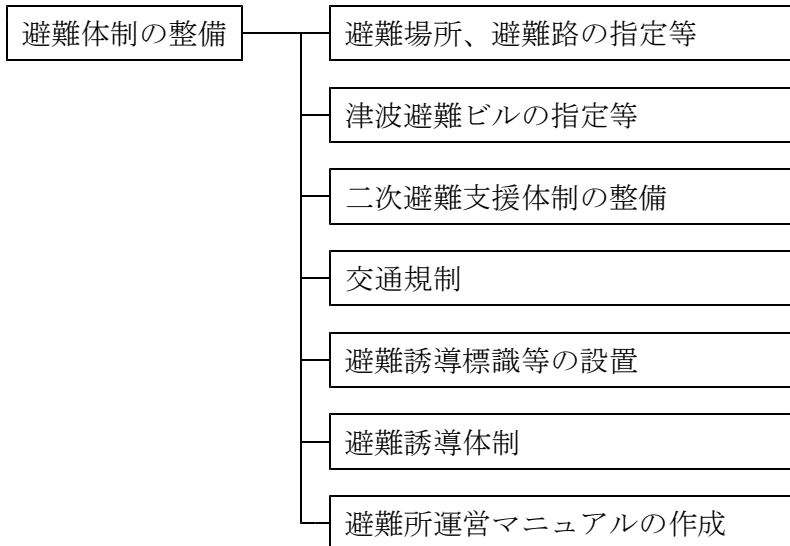 避難体制の整備
避難場所、避難路の指定等
津波避難ビルの指定等
二次避難支援体制の整備
交通規制
避難誘導標識等の設置
避難誘導体制
避難所運営マニュアルの作成